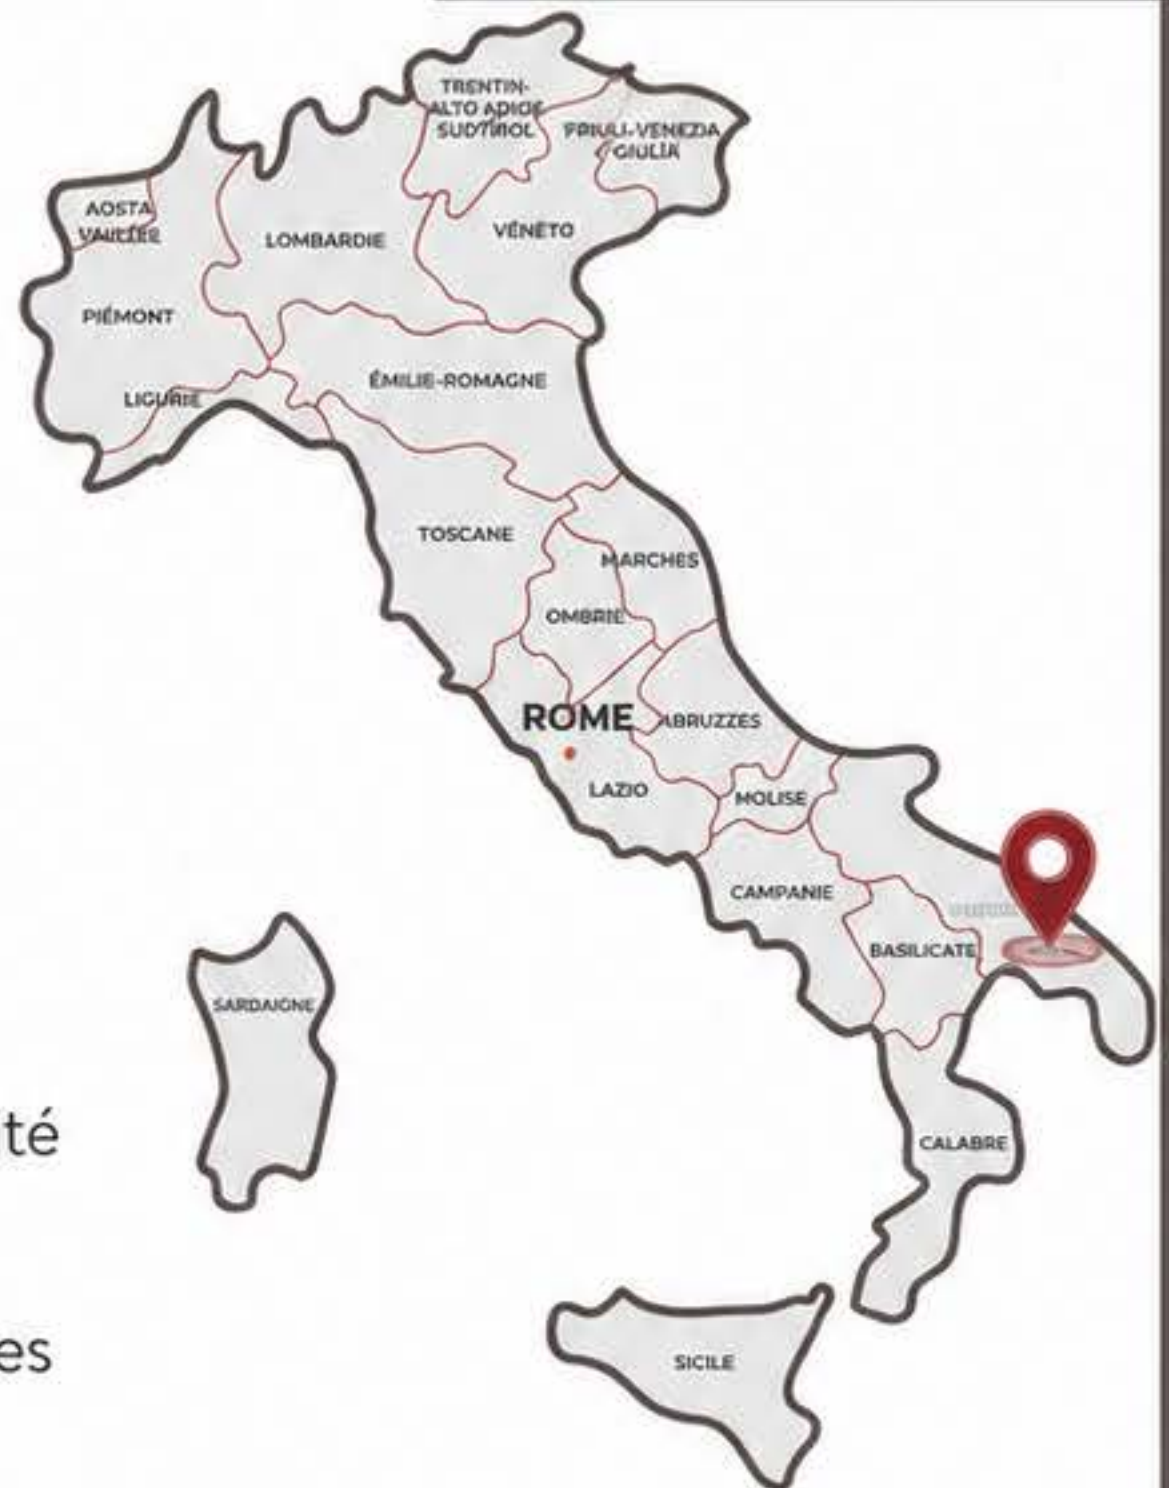 TRENTIN-
ALTO ADIGE
SUDTIROL
FRIULI-VENEZIA
GIULIA
AOSTA
VALLÉE
LOMBARDIE
VÉNÉTO
PIÉMONT
ÉMILIE-ROMAGNE
LIGURIE
TOSCANE
MARCHES
OMBRIE
ROME
ABRUZZES
LAZIO
MOLISE
CAMPANIE
BASILICATE
SARDAIGNE
té
CALABRE
es
SICILE